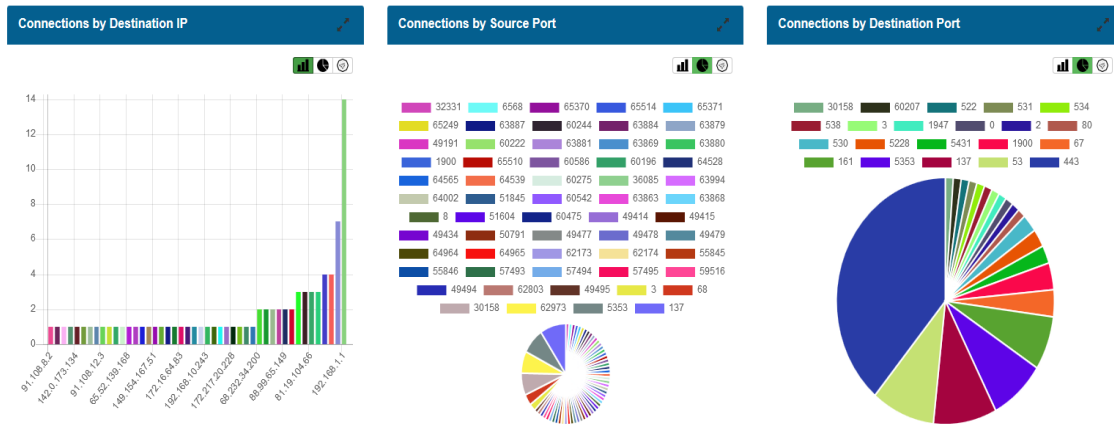 Connections by Destination IP
14
12
10
8
6
4
2
0
91.108.8.2
142.0.173.134
91.108.12.3
65.52.139.168
149.154.167.51
172.16.64.83
192.168.10.243
172.217.20.228
68.232.34.200
88.99.65.149
81.19.104.66
192.168.1.1
Connections by Source Port
32331 6568 65370 65514 65371
65249 63887 60244 63884 63879
49191 60222 63881 63869 63880
1900 65510 60586 60196 64528
64565 64539 60275 36085 63994
64002 51845 60542 63863 63868
8 51604 60475 49414 49415
49434 50791 49477 49478 49479
64964 64965 62173 62174 55845
55846 57493 57494 57495 59516
49494 62803 49495 3 68
30158 62973 5353 137
Connections by Destination Port
30158 60207 522 531 534
538 3 1947 0 2 80
530 5228 5431 1900 67
161 5353 137 53 443